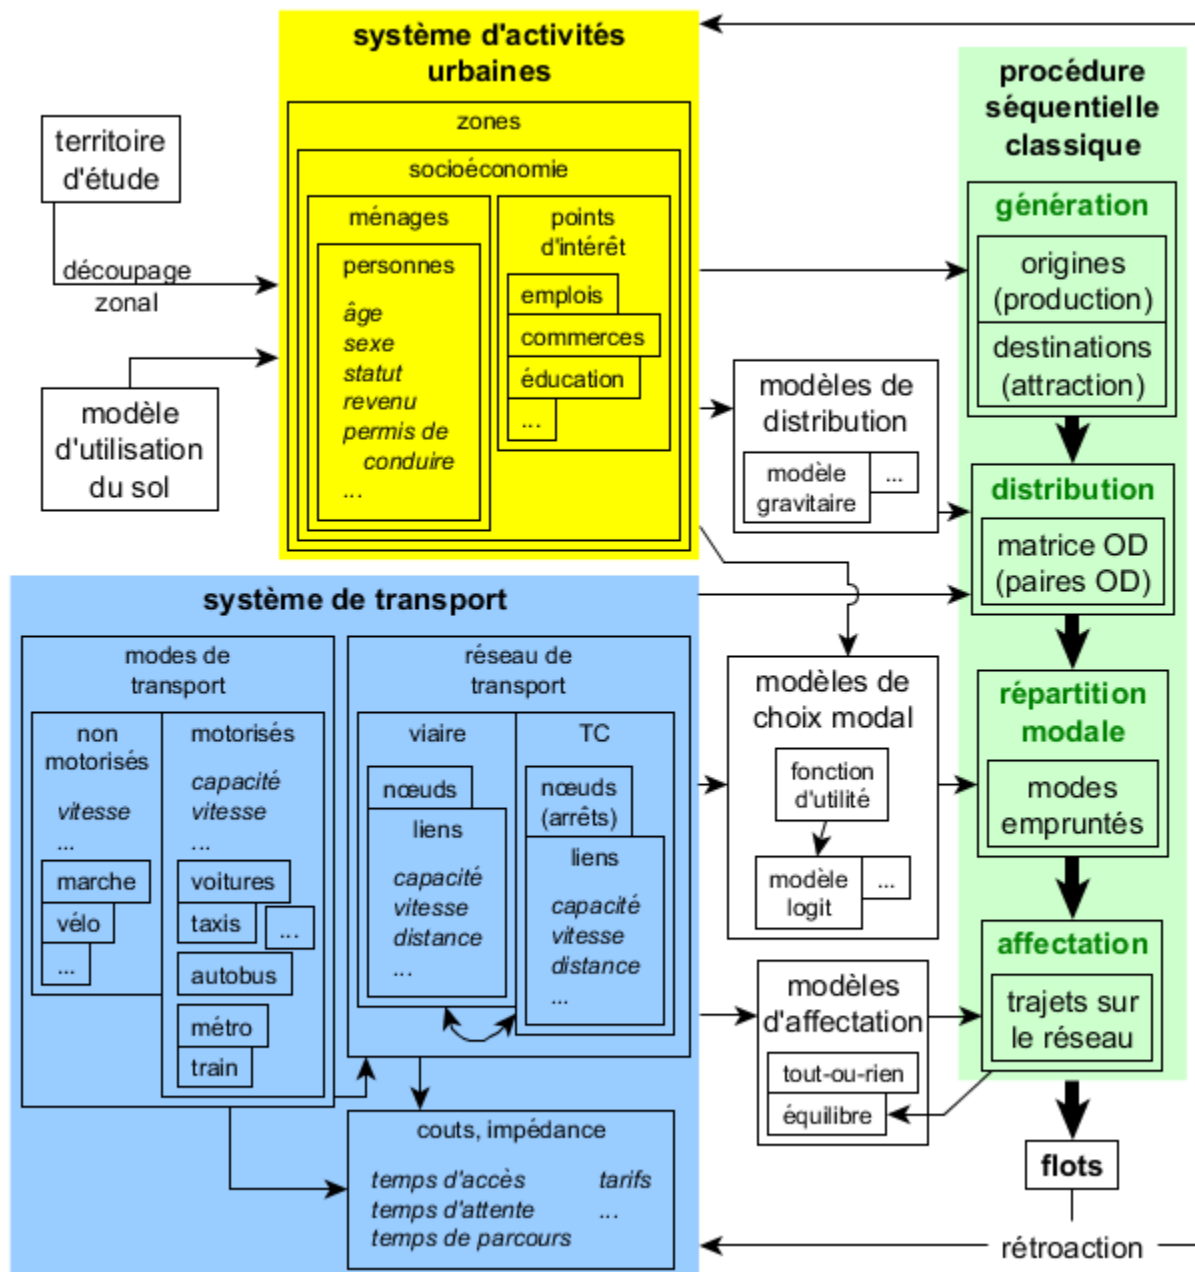 système d'activités
urbaines
zones
socioéconomie
ménages
personnes
âge
sexe
statut
revenu
permis de
conduire
...
points
d'intérêt
emplois
commerces
éducation
...
territoire
d'étude
découpage
zonal
modèle
d'utilisation
du sol
système de transport
modes de
transport
non
motorisés
vitesse
...
marche
vélo
...
motorisés
capacité
vitesse
...
voitures
taxis
...
autobus
métro
train
réseau de
transport
viaire
nœuds
liens
capacité
vitesse
distance
...
TC
nœuds
(arrêts)
liens
capacité
vitesse
distance
...
couts, impédance
temps d'accès
temps d'attente
temps de parcours
tarifs
...
modèles de
distribution
modèle
gravitaire
...
modèles de
choix modal
fonction
d'utilité
modèle
logit
...
modèles
d'affectation
tout-ou-rien
équilibre
procédure
séquentielle
classique
génération
origines
(production)
destinations
(attraction)
distribution
matrice OD
(paires OD)
répartition
modale
modes
empruntés
affectation
trajets sur
le réseau
flots
rétroaction